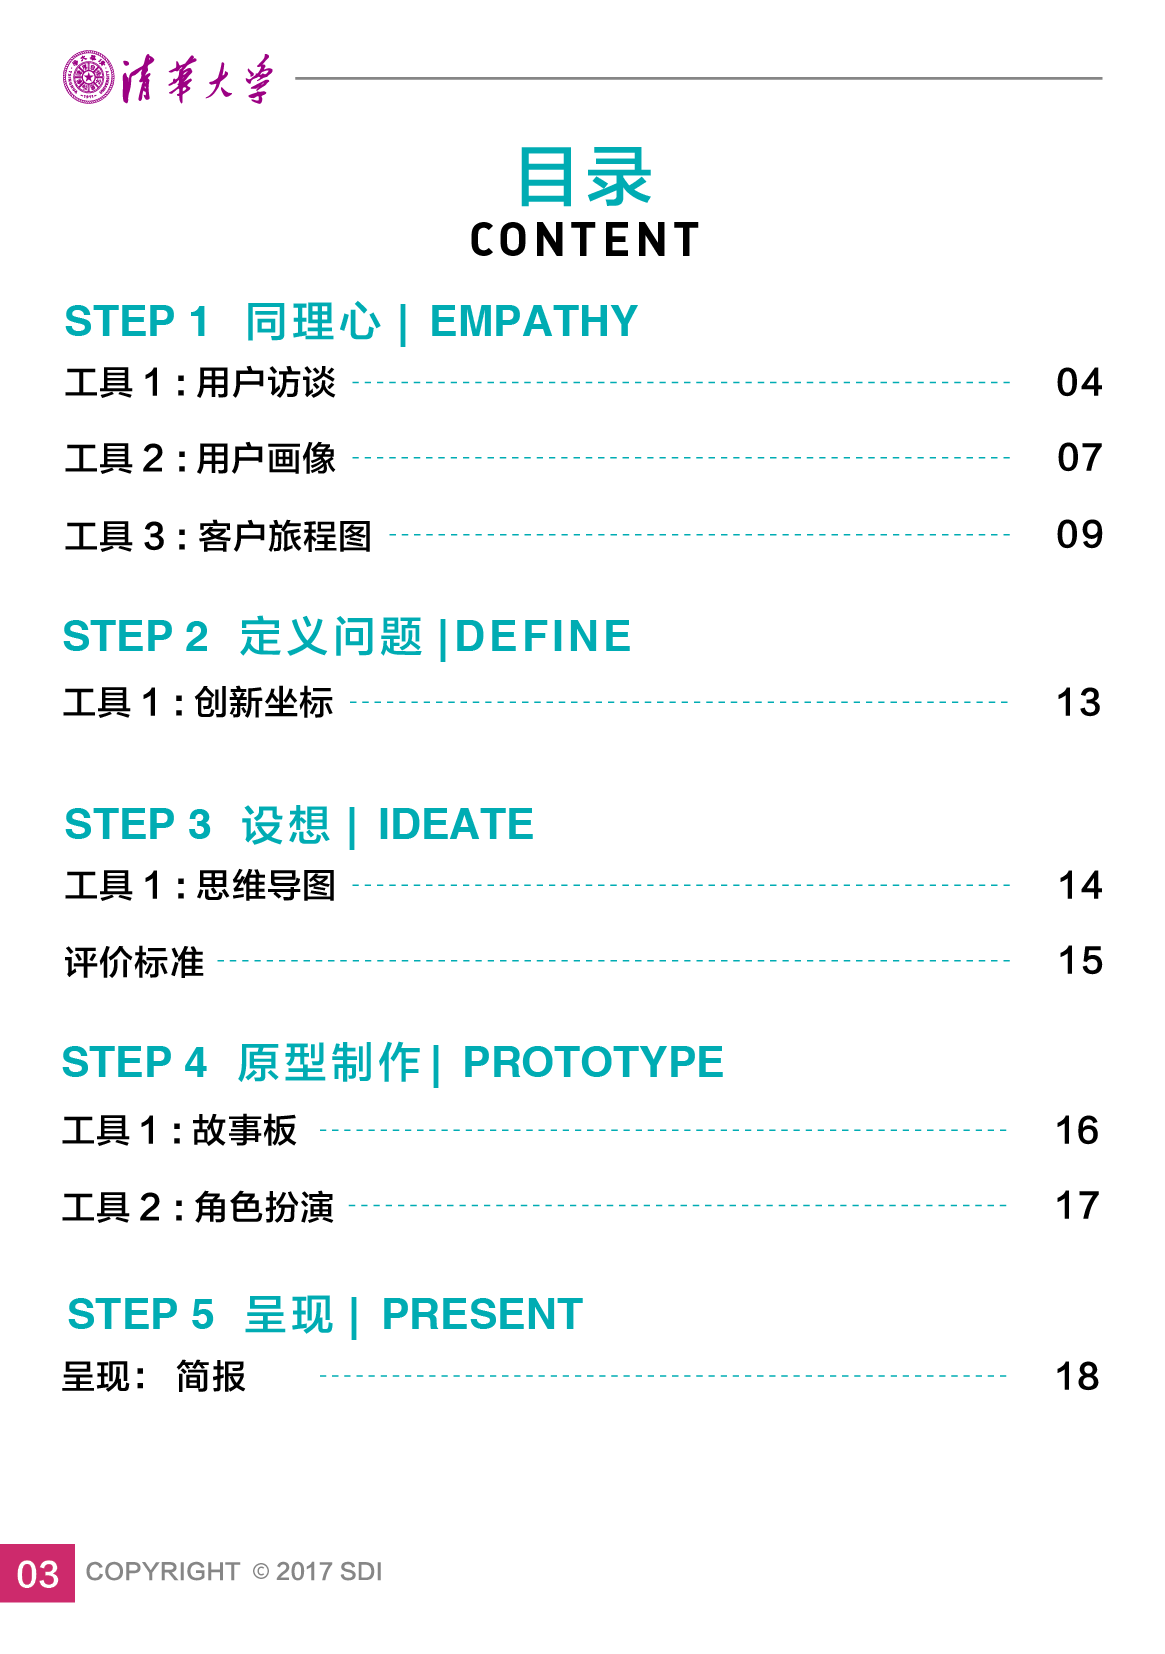 清華大学
目录
CONTENT
STEP 1 同理心 | EMPATHY
工具 1 : 用户访谈 04
工具 2 : 用户画像 07
工具 3 : 客户旅程图 09
STEP 2 定义问题 |DEFINE
工具 1 : 创新坐标 13
STEP 3 设想 | IDEATE
工具 1 : 思维导图 14
评价标准 15
STEP 4 原型制作 | PROTOTYPE
工具 1 : 故事板 16
工具 2 : 角色扮演 17
STEP 5 呈现 | PRESENT
呈现： 简报 18
03 COPYRIGHT © 2017 SDI